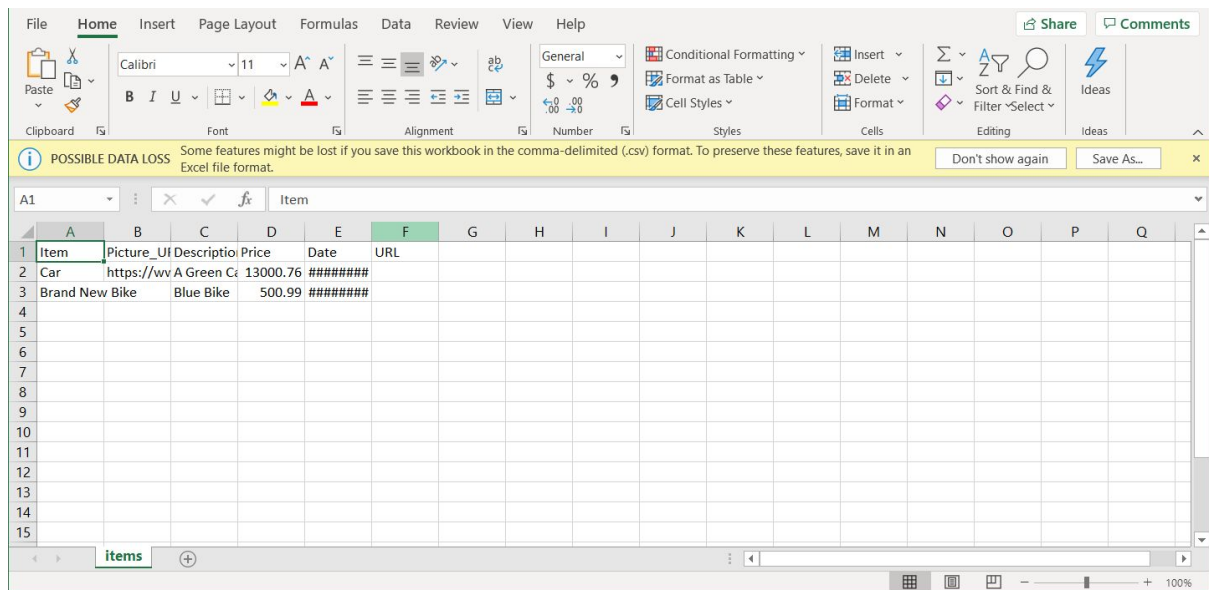 File Home Insert Page Layout Formulas Data Review View Help Share Comments
Paste
Calibri 11 A A
B I U A
ab
c
General
$ % 9
.00 .00
Conditional Formatting
Format as Table
Cell Styles
Insert
Delete
Format
Σ
A
Z
Sort & Find &
Filter Select
Ideas
Clipboard Font Alignment Number Styles Cells Editing Ideas
POSSIBLE DATA LOSS Some features might be lost if you save this workbook in the comma-delimited (.csv) format. To preserve these features, save it in an
Excel file format.
Don't show again Save As...
A1 fx Item
A B C D E F G H I J K L M N O P Q
1 Item Picture_UR Descriptio Price Date URL
2 Car https://wv A Green Ca 13000.76 ########
3 Brand New Bike Blue Bike 500.99 ########
4
5
6
7
8
9
10
11
12
13
14
15
items
100%